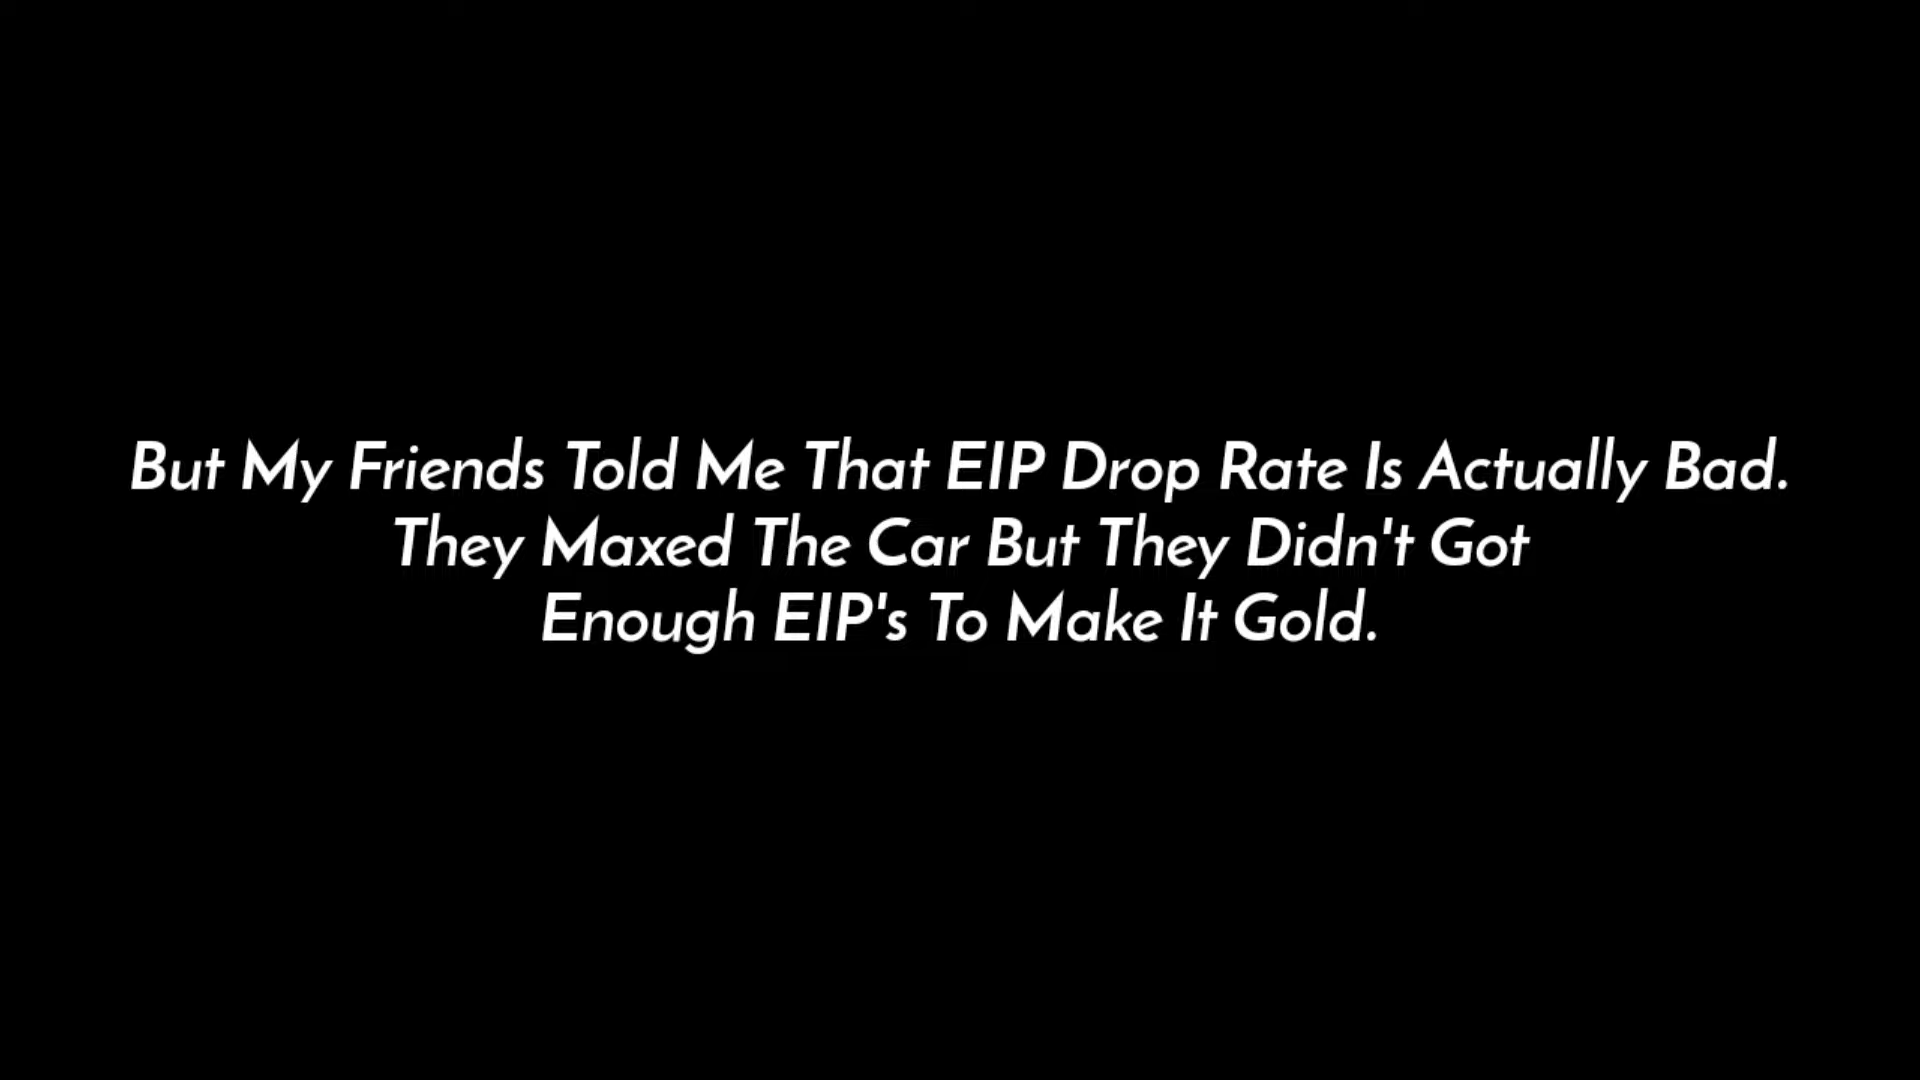 But My Friends Told Me That EIP Drop Rate Is Actually Bad.
They Maxed The Car But They Didn't Got
Enough EIP's To Make It Gold.